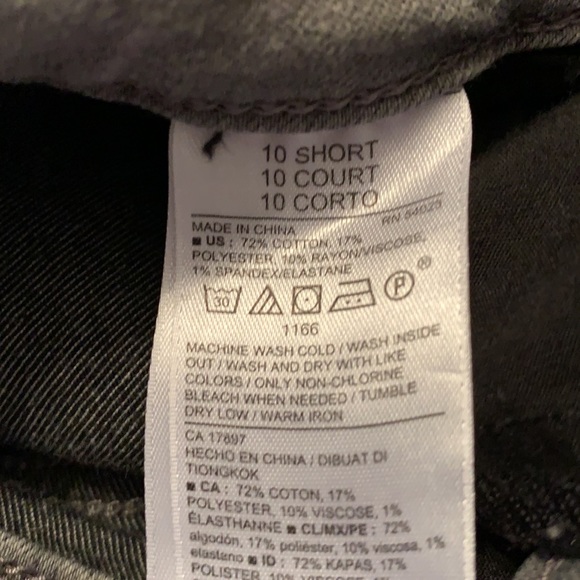 10 SHORT
10 COURT
10 CORTO
MADE IN CHINA RN 54023
■ US : 72% COTTON, 17%
POLYESTER, 10% RAYON/VISCOSE,
1% SPANDEX/ELASTANE
30 P ®
1166
MACHINE WASH COLD / WASH INSIDE
OUT / WASH AND DRY WITH LIKE
COLORS / ONLY NON-CHLORINE
BLEACH WHEN NEEDED / TUMBLE
DRY LOW / WARM IRON
CA 17897
HECHO EN CHINA / DIBUAT DI
TIONGKOK
■ CA : 72% COTON, 17%
POLYESTER, 10% VISCOSE, 1%
ÉLASTHANNE ■ CL/MX/PE : 72%
algodón, 17% poliéster, 10% viscosa, 1%
elastano ■ ID : 72% KAPAS, 17%
POLISTER, 10%